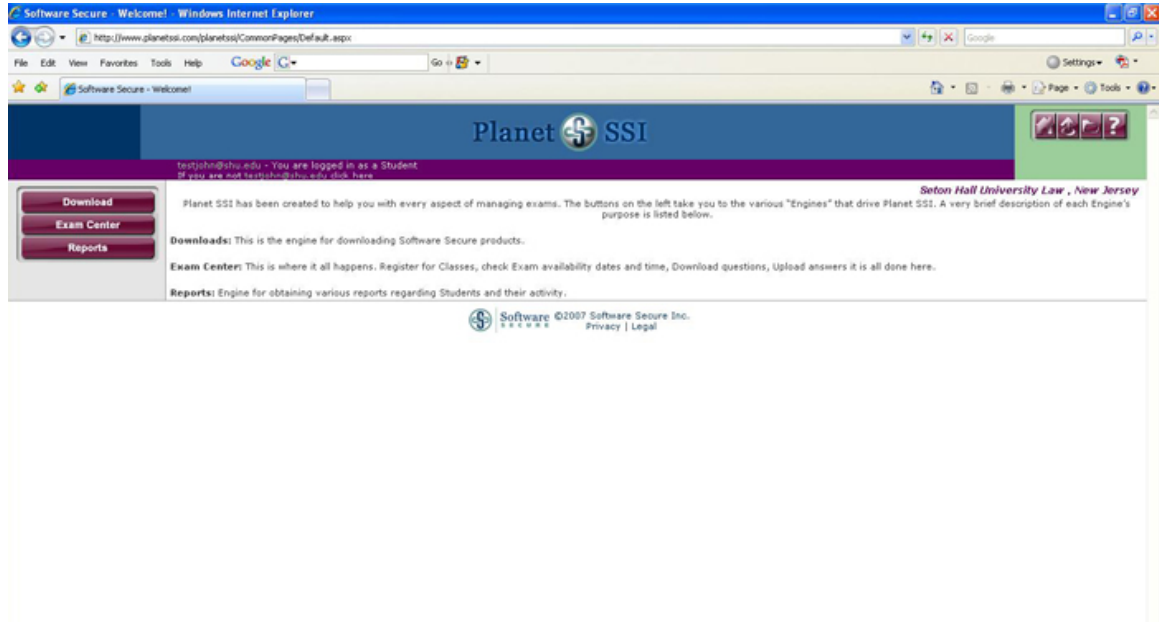 Software Secure - Welcome! - Windows Internet Explorer
http://www.planetssi.com/planetssi/CommonPages/Default.aspx
Google
File Edit View Favorites Tools Help Google G Go Settings
Software Secure - Welcome! Page Tools
Planet SSI
testjohn@shu.edu - You are logged in as a Student
If you are not testjohn@shu.edu click here
Seton Hall University Law , New Jersey
Download
Exam Center
Reports
Planet SSI has been created to help you with every aspect of managing exams. The buttons on the left take you to the various "Engines" that drive Planet SSI. A very brief description of each Engine's
purpose is listed below.
Downloads: This is the engine for downloading Software Secure products.
Exam Center: This is where it all happens. Register for Classes, check Exam availability dates and time, Download questions, Upload answers it is all done here.
Reports: Engine for obtaining various reports regarding Students and their activity.
Software SECURE ©2007 Software Secure Inc.
Privacy | Legal